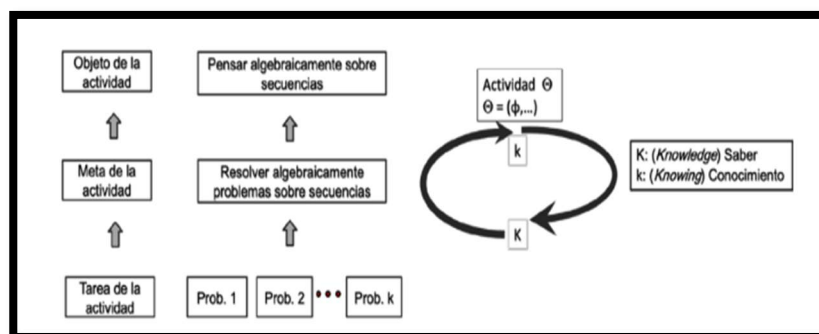 Objeto de la
actividad
Pensar algebraicamente sobre
secuencias
Meta de la
actividad
Resolver algebraicamente
problemas sobre secuencias
Tarea de la
actividad
Prob. 1
Prob. 2
•••
Prob. k
Actividad Θ
Θ = (ϕ,...)
k
K
K: (Knowledge) Saber
k: (Knowing) Conocimiento